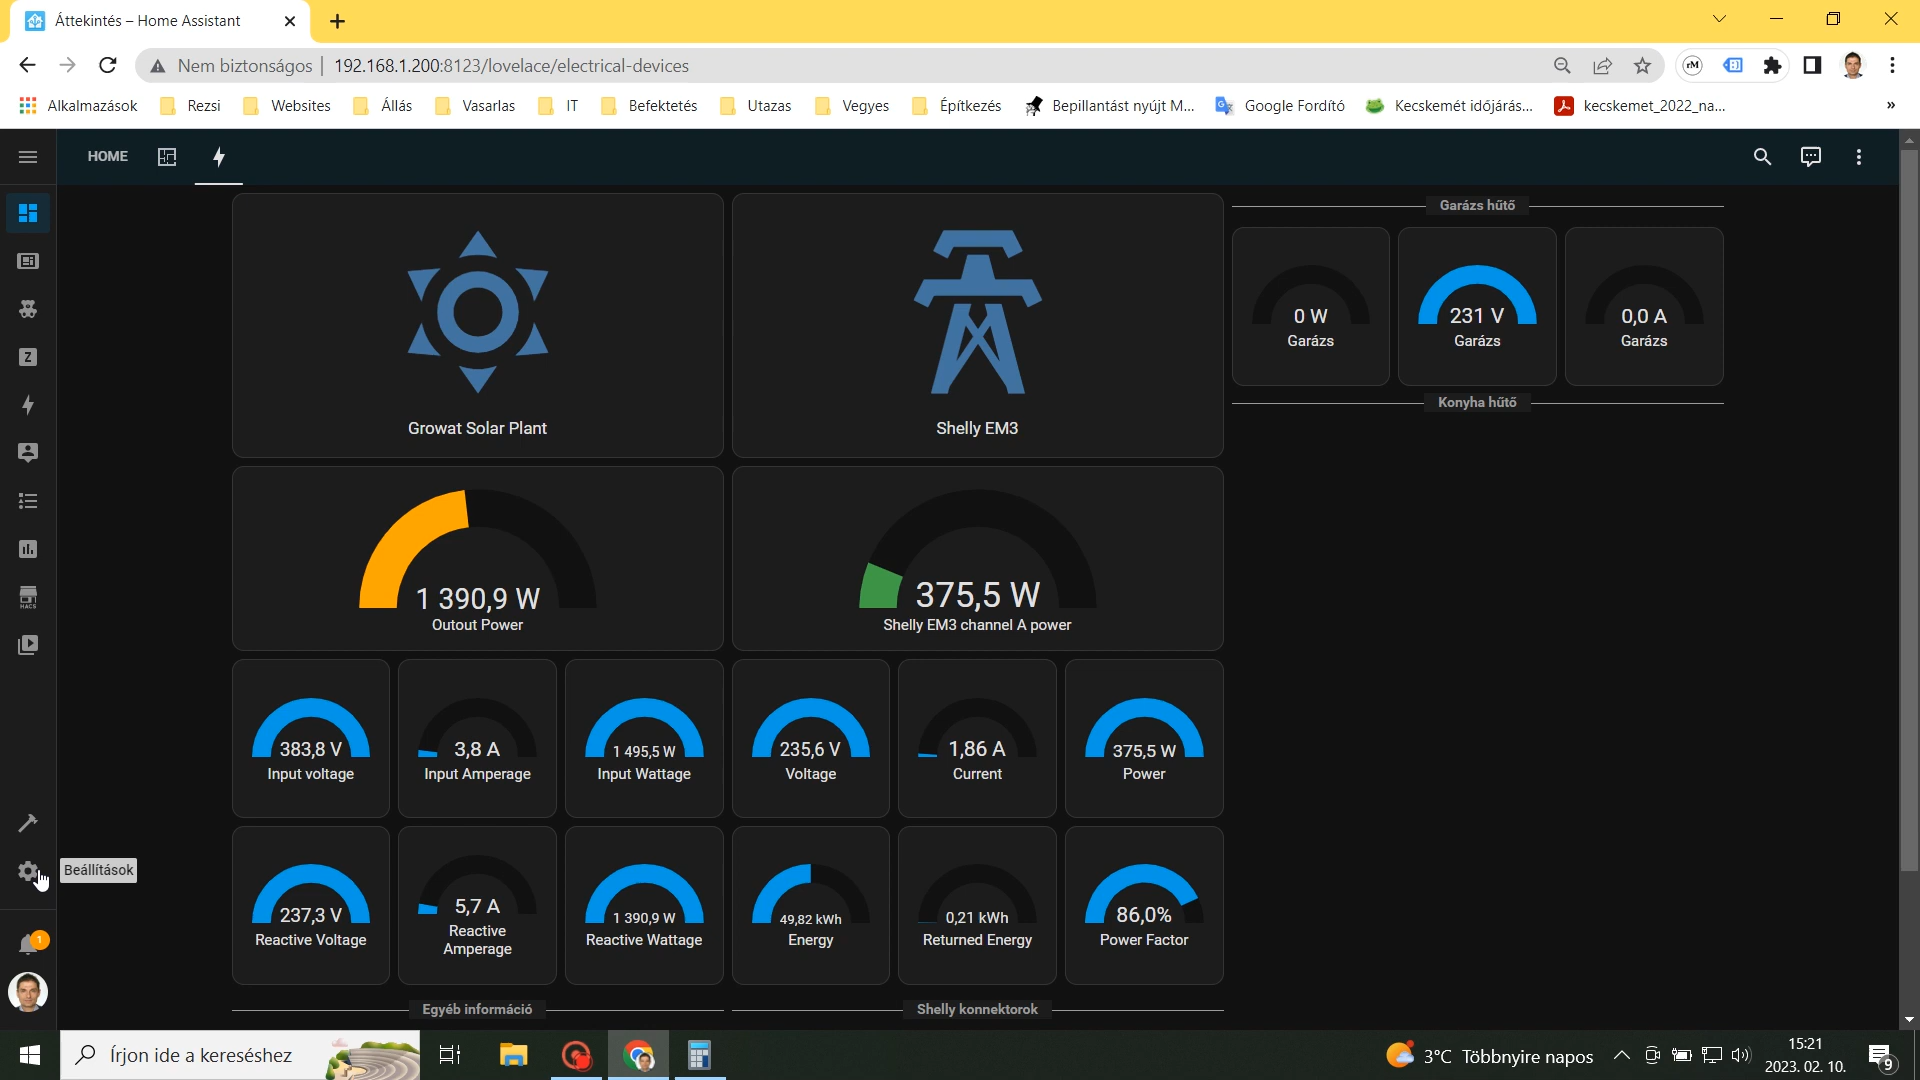 Áttekintés – Home Assistant
Nem biztonságos
192.168.1.200:8123/lovelace/electrical-devices
rM
Alkalmazások
Rezsi
Websites
Állás
Vasarlas
IT
Befektetés
Utazas
Vegyes
Építkezés
Bepillantást nyújt M...
Google Fordító
Kecskemét időjárás...
kecskemet_2022_na...
»
HOME
Z
HACS
Beállítások
1
Growat Solar Plant
Shelly EM3
Garázs hűtő
0 W
Garázs
231 V
Garázs
0,0 A
Garázs
Konyha hűtő
1 390,9 W
Outout Power
375,5 W
Shelly EM3 channel A power
383,8 V
Input voltage
3,8 A
Input Amperage
1 495,5 W
Input Wattage
235,6 V
Voltage
1,86 A
Current
375,5 W
Power
237,3 V
Reactive Voltage
5,7 A
Reactive
Amperage
1 390,9 W
Reactive Wattage
49,82 kWh
Energy
0,21 kWh
Returned Energy
86,0%
Power Factor
Egyéb információ
Shelly konnektorok
Írjon ide a kereséshez
3°C Többnyire napos
15:21
2023. 02. 10.
9